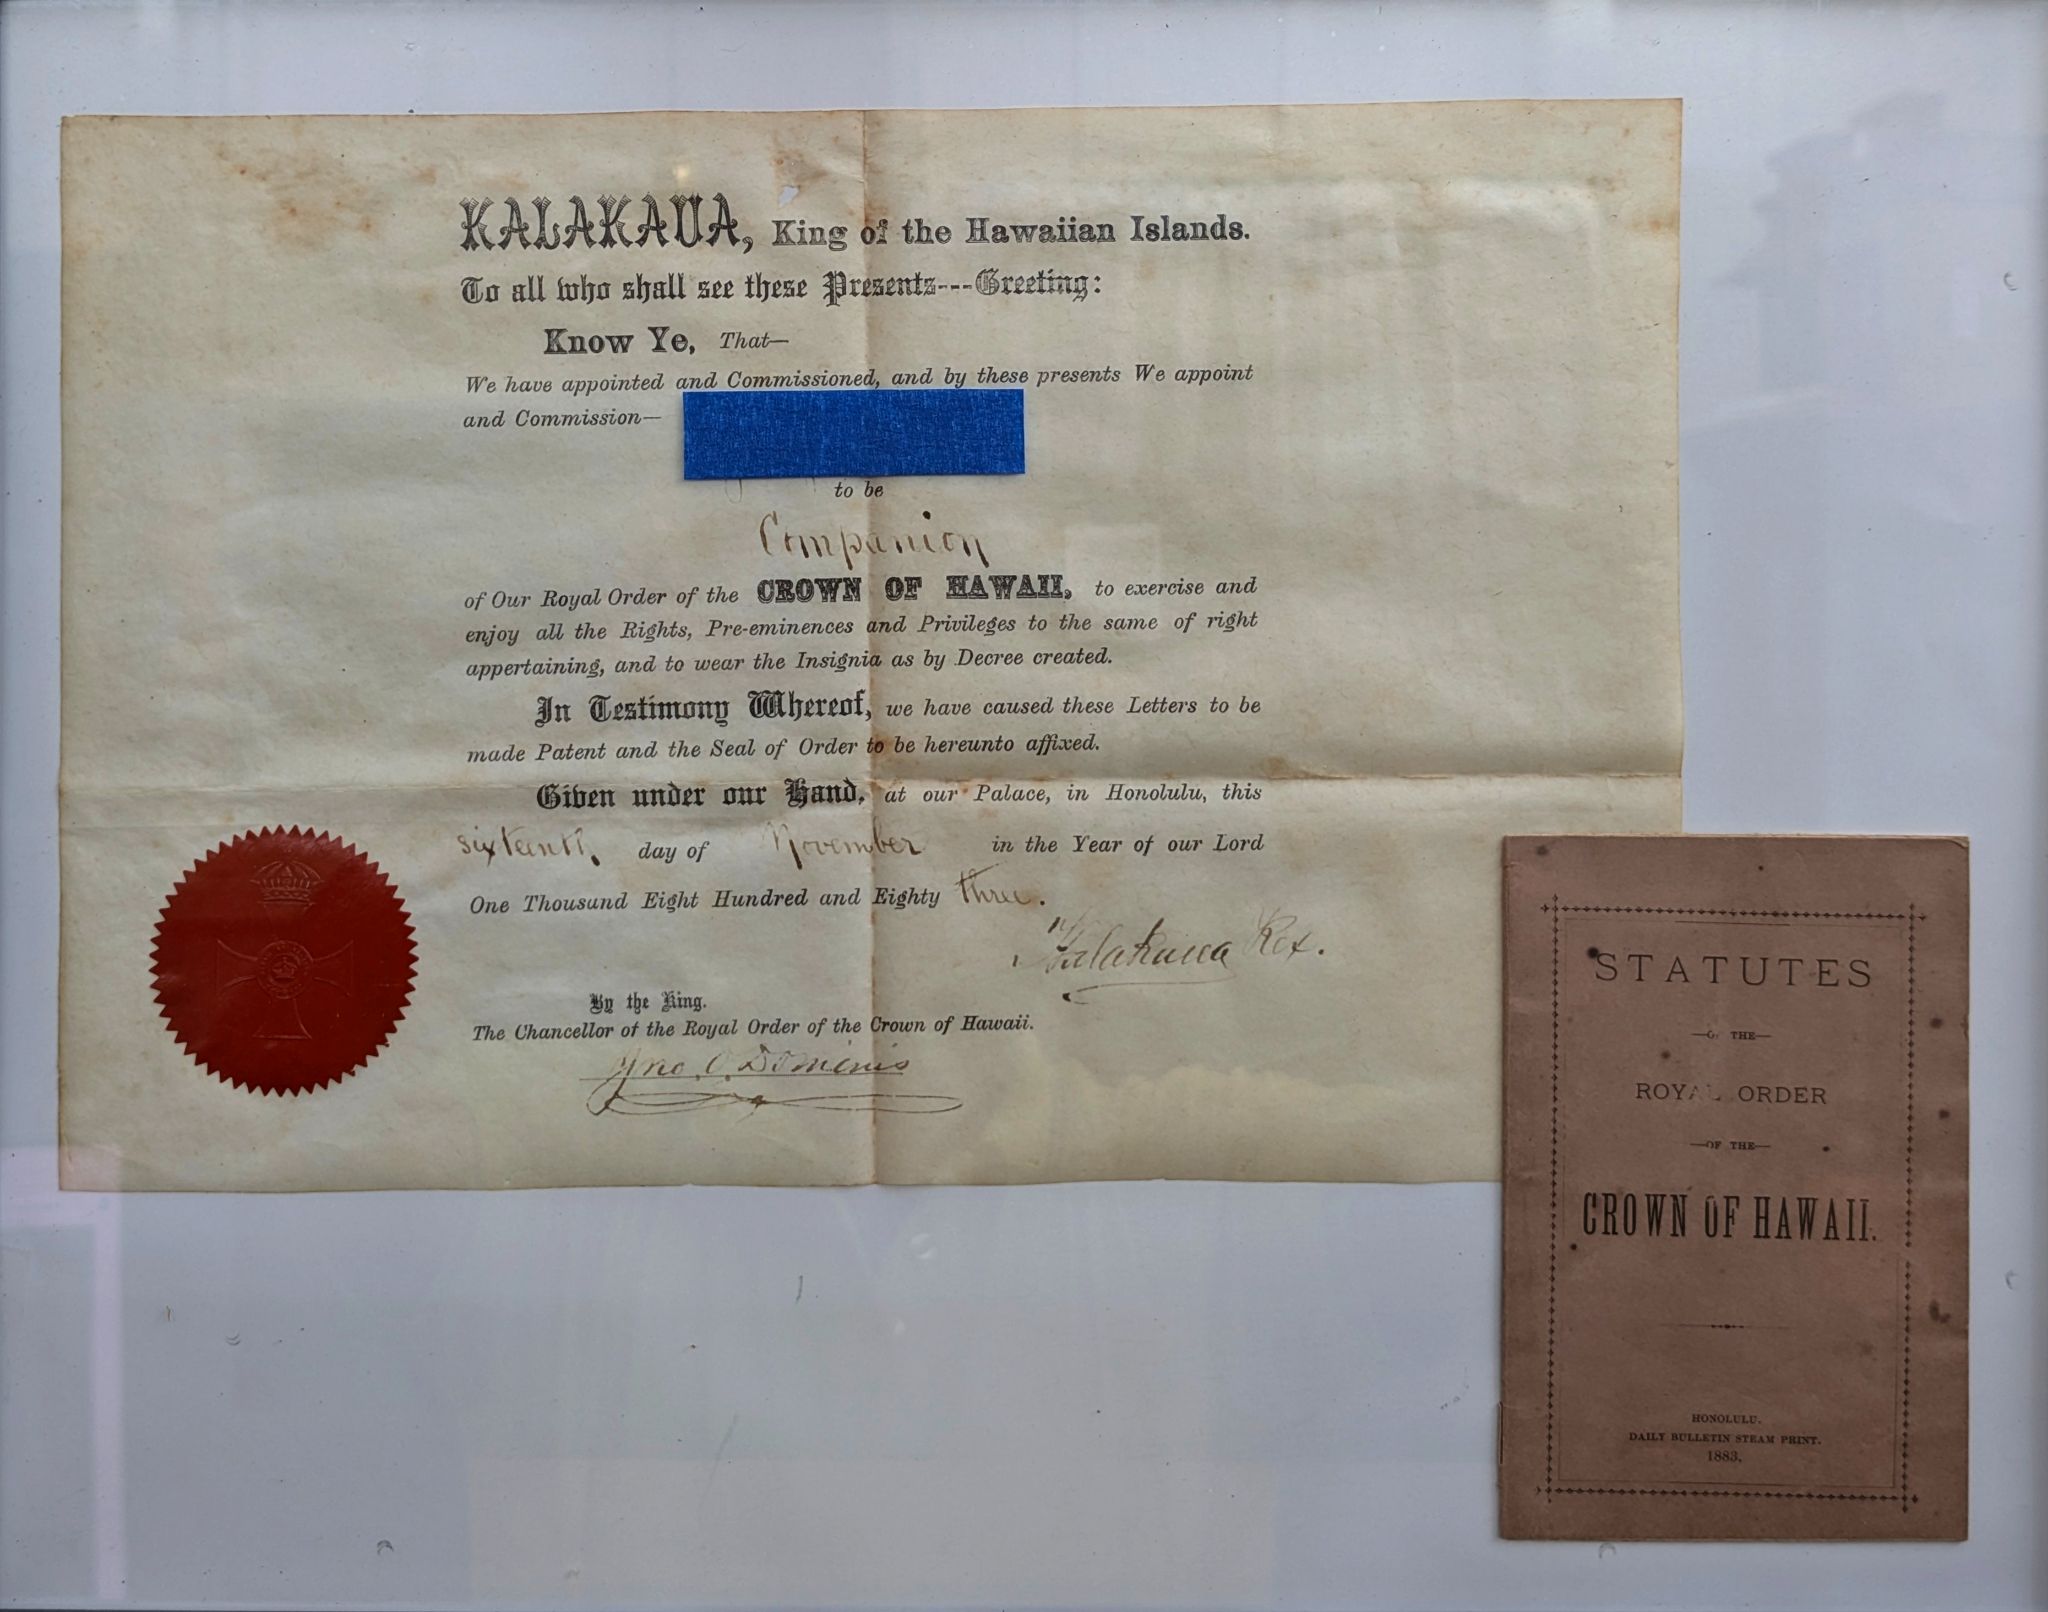 KALAKAUA, King of the Hawaiian Islands.
To all who shall see these Presents---Greeting:
Know Ye, That—
We have appointed and Commissioned, and by these presents We appoint
and Commission—
to be
Companion
of Our Royal Order of the CROWN OF HAWAII, to exercise and
enjoy all the Rights, Pre-eminences and Privileges to the same of right
appertaining, and to wear the Insignia as by Decree created.
In Testimony Whereof, we have caused these Letters to be
made Patent and the Seal of Order to be hereunto affixed.
Given under our Hand, at our Palace, in Honolulu, this
sixteenth day of November in the Year of our Lord
One Thousand Eight Hundred and Eighty three.
Kalakaua Rex.
By the King.
The Chancellor of the Royal Order of the Crown of Hawaii.
Jno. O. Dominis
STATUTES
—OF THE—
ROYAL ORDER
—OF THE—
CROWN OF HAWAII.
HONOLULU.
DAILY BULLETIN STEAM PRINT.
1883.